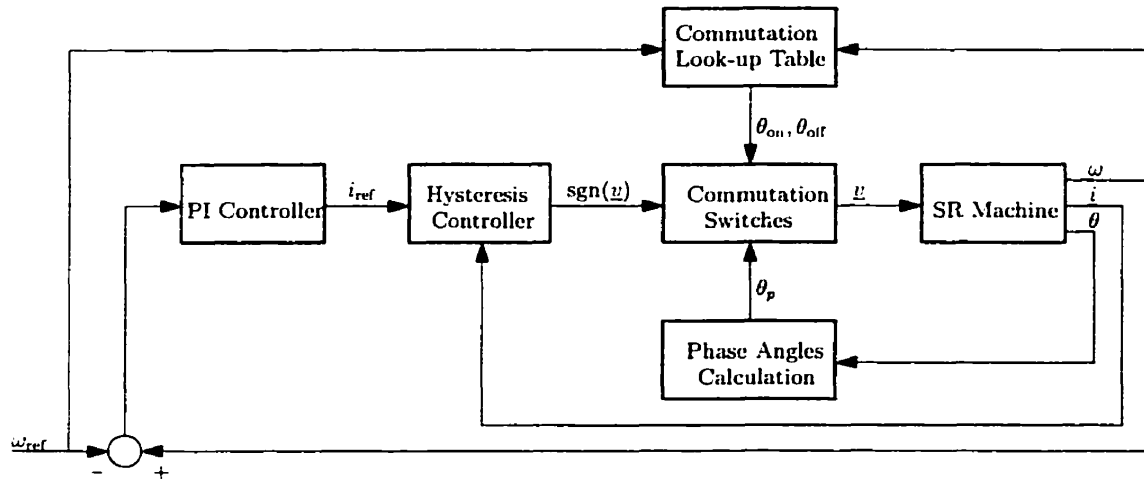 Commutation
Look-up Table
θon, θoff
PI Controller
iref
Hysteresis
Controller
sgn(v)
Commutation
Switches
v
SR Machine
ω
i
θ
θp
Phase Angles
Calculation
ωref
- +